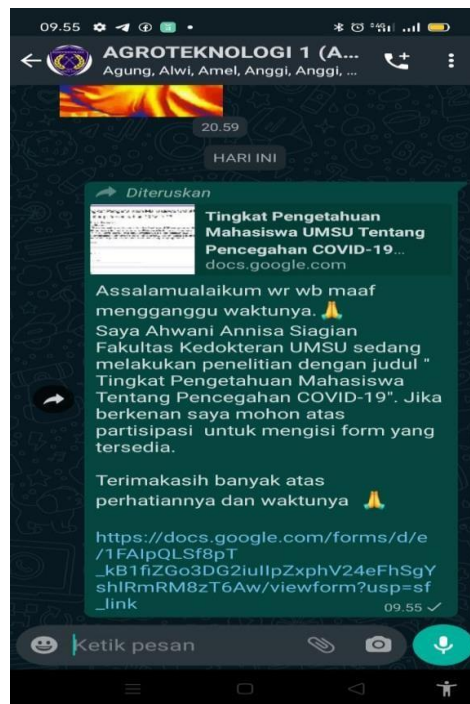 09.55
AGROTEKNOLOGI 1 (A...
Agung, Alwi, Amel, Anggi, Anggi, ...
20.59
HARI INI
Diteruskan
Tingkat Pengetahuan
Mahasiswa UMSU Tentang
Pencegahan COVID-19...
docs.google.com
Assalamualaikum wr wb maaf
mengganggu waktunya. 🙏
Saya Ahwani Annisa Siagian
Fakultas Kedokteran UMSU sedang
melakukan penelitian dengan judul "
Tingkat Pengetahuan Mahasiswa
Tentang Pencegahan COVID-19". Jika
berkenan saya mohon atas
partisipasi untuk mengisi form yang
tersedia.
Terimakasih banyak atas
perhatiannya dan waktunya 🙏
https://docs.google.com/forms/d/e
/1FAIpQLSf8pT
_kB1fiZGo3DG2iuIIpZxphV24eFhSgY
shlRmRM8zT6Aw/viewform?usp=sf
_link
09.55
Ketik pesan